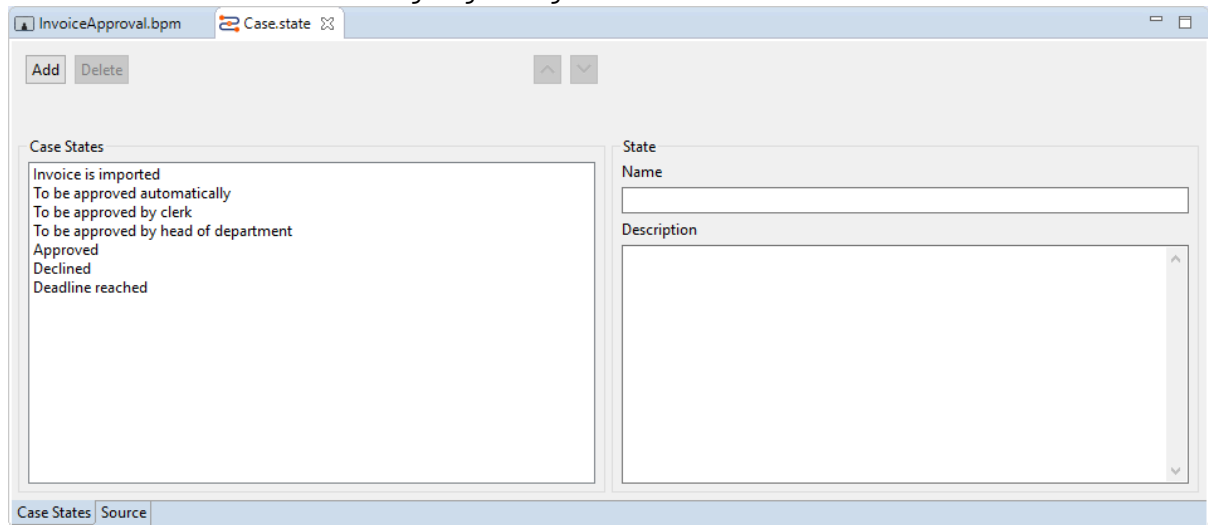 InvoiceApproval.bpm
Case.state
Add
Delete
Case States
Invoice is imported
To be approved automatically
To be approved by clerk
To be approved by head of department
Approved
Declined
Deadline reached
State
Name
Description
Case States
Source